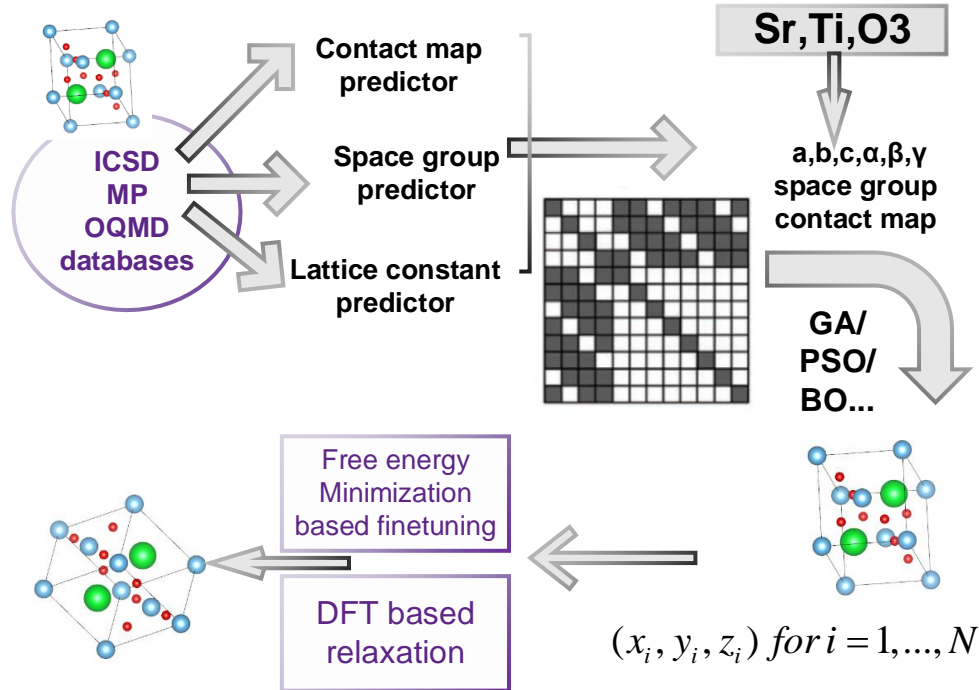 ICSD
MP
OQMD
databases
Contact map
predictor
Space group
predictor
Lattice constant
predictor
Sr,Ti,O3
a,b,c,α,β,γ
space group
contact map
GA/
PSO/
BO...
(x_i, y_i, z_i) for i = 1,..., N
Free energy
Minimization
based finetuning
DFT based
relaxation